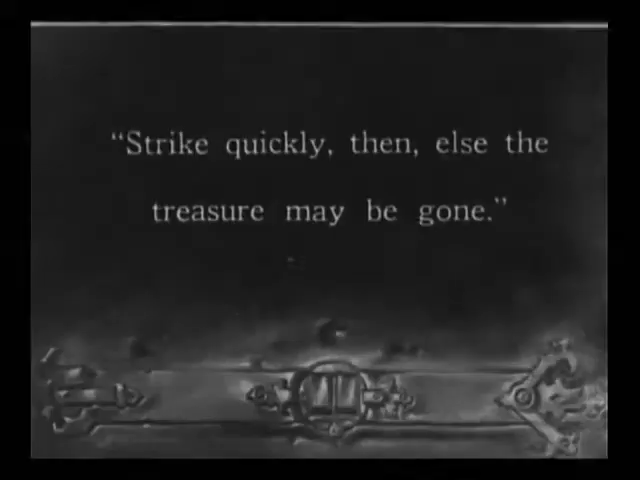 “Strike quickly, then, else the
treasure may be gone.”